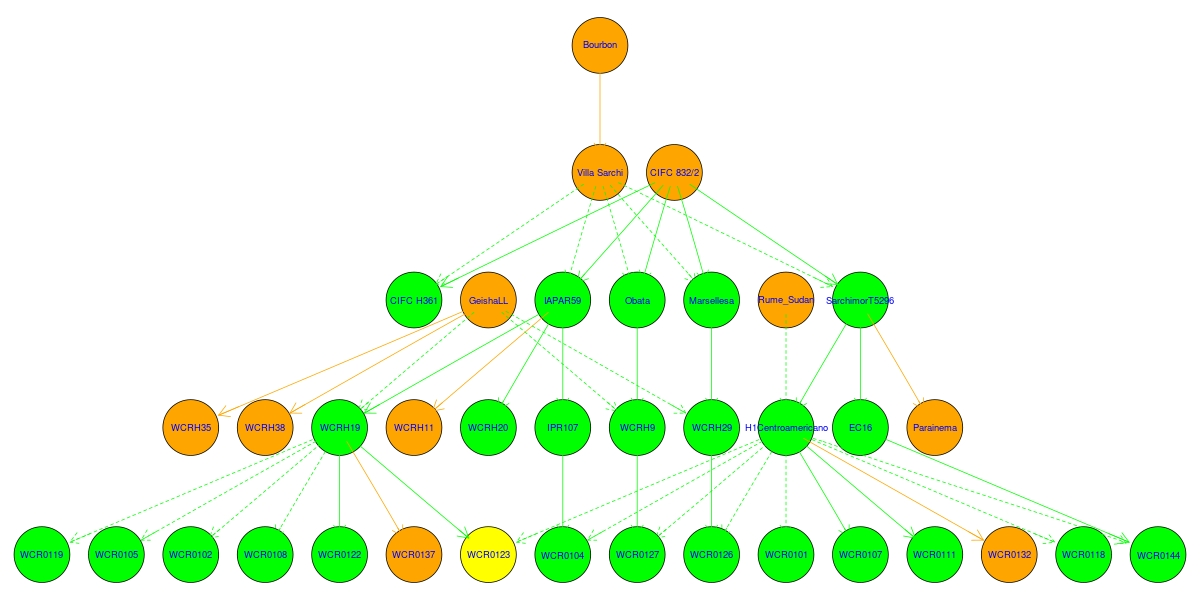 Bourbon
Villa Sarchi
CIFC 832/2
CIFC H361
GeishaLL
IAPAR59
Obata
Marsellesa
Rume_Sudan
SarchimorT5296
WCRH35
WCRH38
WCRH19
WCRH11
WCRH20
IPR107
WCRH9
WCRH29
H1Centroamericano
EC16
Parainema
WCR0119
WCR0105
WCR0102
WCR0108
WCR0122
WCR0137
WCR0123
WCR0104
WCR0127
WCR0126
WCR0101
WCR0107
WCR0111
WCR0132
WCR0118
WCR0144